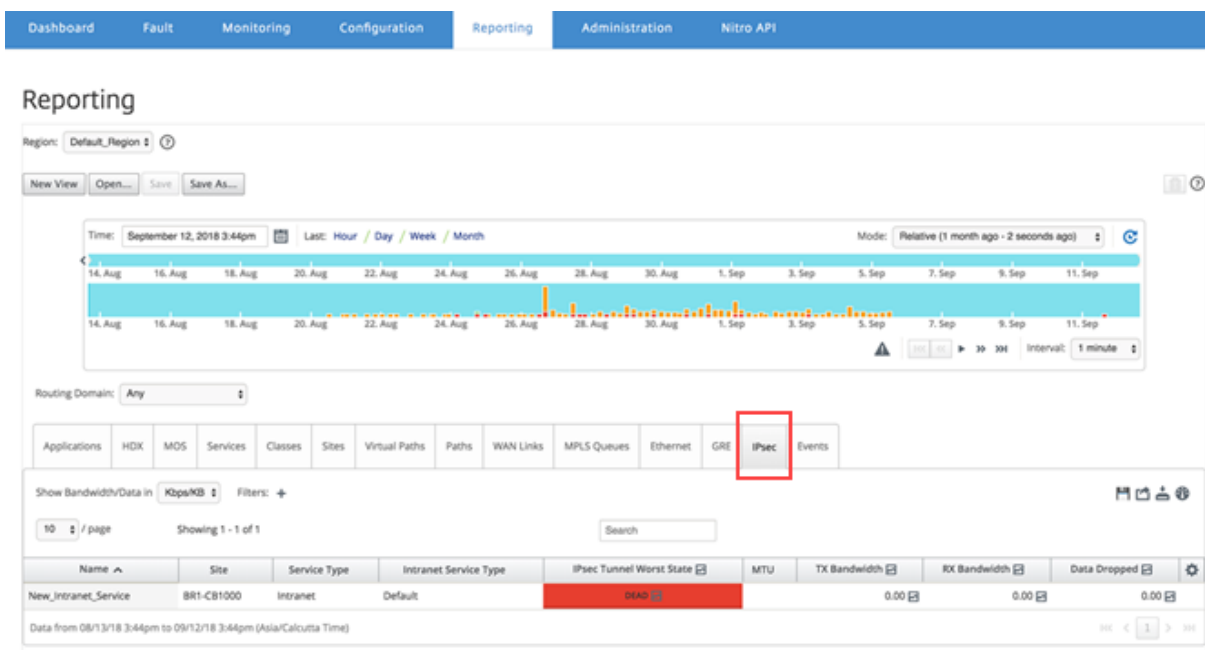 Dashboard Fault Monitoring Configuration Reporting Administration Nitro API
Reporting
Region: Default_Region
New View Open... Save Save As...
Time: September 12, 2018 3:44pm Last: Hour / Day / Week / Month Mode: Relative (1 month ago - 2 seconds ago)
14. Aug 16. Aug 18. Aug 20. Aug 22. Aug 24. Aug 26. Aug 28. Aug 30. Aug 1. Sep 3. Sep 5. Sep 7. Sep 9. Sep 11. Sep
14. Aug 16. Aug 18. Aug 20. Aug 22. Aug 24. Aug 26. Aug 28. Aug 30. Aug 1. Sep 3. Sep 5. Sep 7. Sep 9. Sep 11. Sep
Interval: 1 minute
Routing Domain: Any
Applications HDX MOS Services Classes Sites Virtual Paths Paths WAN Links MPLS Queues Ethernet GRE IPsec Events
Show Bandwidth/Data in Kbps/KB Filters: +
10 / page Showing 1 - 1 of 1 Search
Name Site Service Type Intranet Service Type IPsec Tunnel Worst State MTU TX Bandwidth RX Bandwidth Data Dropped
New_Intranet_Service BR1-CB1000 Intranet Default DEAD 0.00 0.00 0.00
Data from 08/13/18 3:44pm to 09/12/18 3:44pm (Asia/Calcutta Time) 1